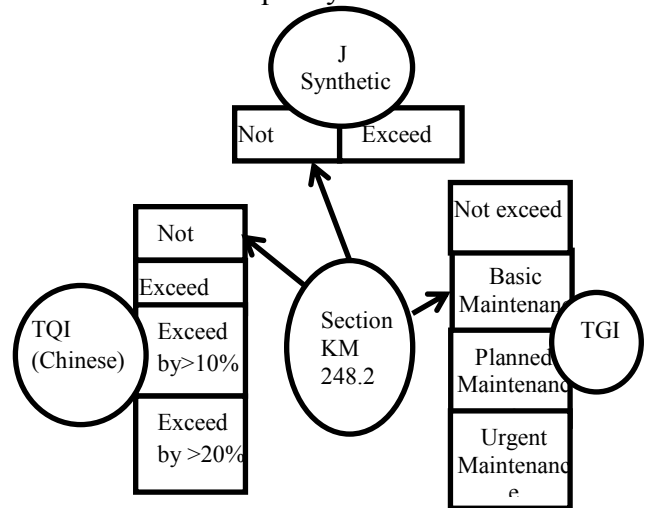 J
Synthetic
Not
Exceed
Not
Exceed
Exceed
by>10%
Exceed
by >20%
TQI
(Chinese)
Section
KM
248.2
Not exceed
Basic
Maintenanc
Planned
Maintenanc
Urgent
Maintenanc
e
TGI